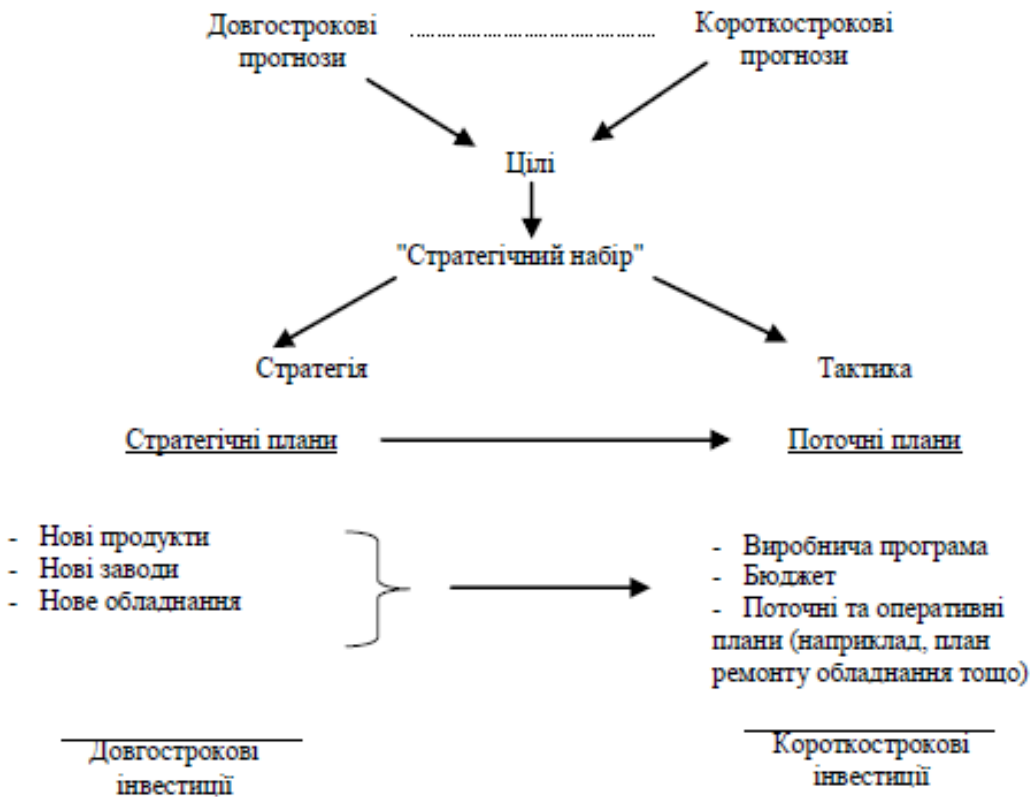 Довгострокові
прогнози
Короткострокові
прогнози
Цілі
"Стратегічний набір"
Стратегія
Тактика
Стратегічні плани
Поточні плани
- Нові продукти
- Нові заводи
- Нове обладнання
- Виробнича програма
- Бюджет
- Поточні та оперативні
плани (наприклад, план
ремонту обладнання тощо)
Довгострокові
інвестиції
Короткострокові
інвестиції